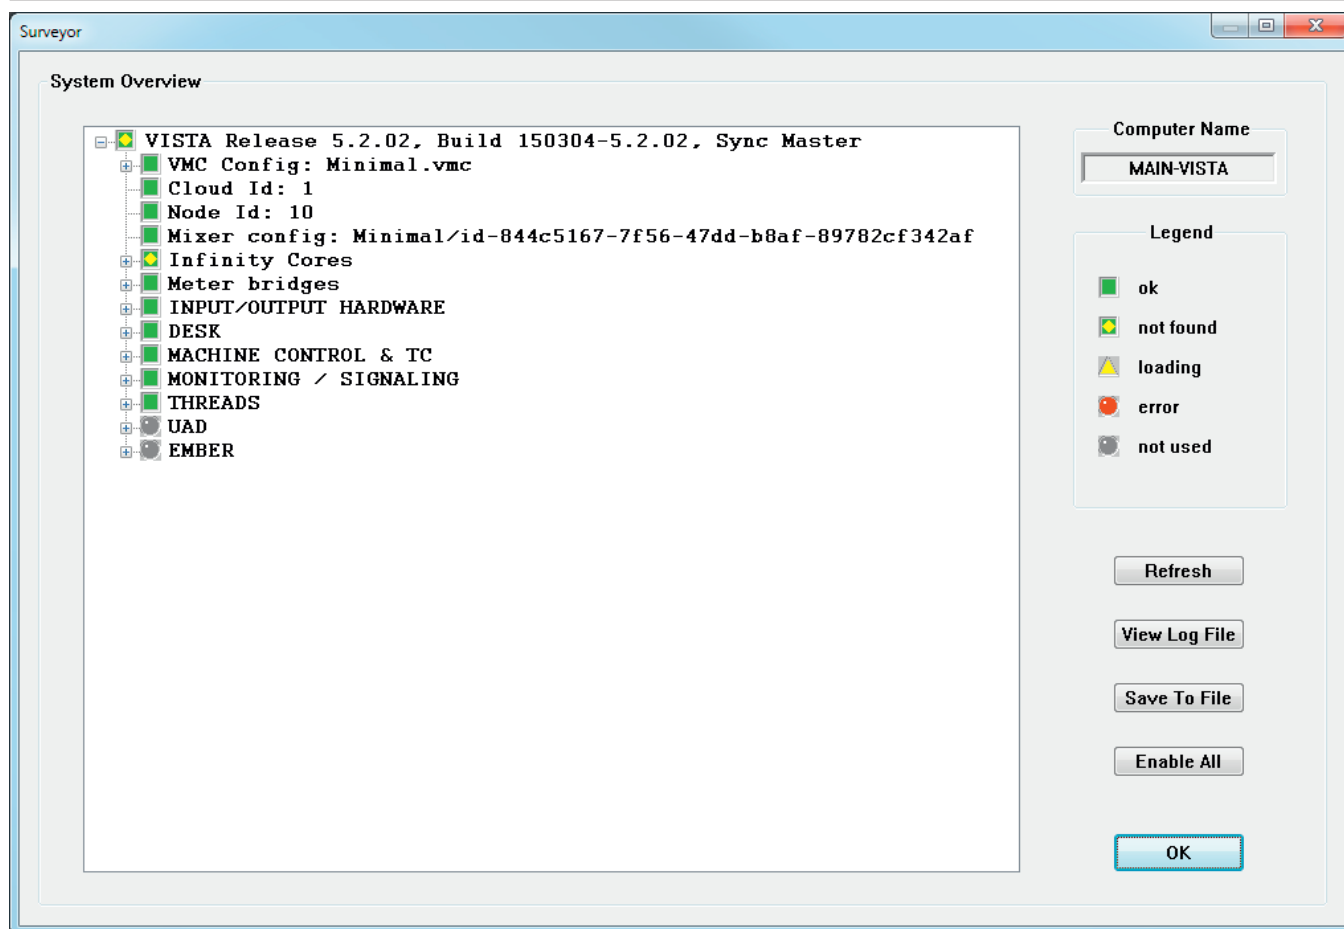 Surveyor
System Overview
VISTA Release 5.2.02, Build 150304-5.2.02, Sync Master
VMC Config: Minimal.vmc
Cloud Id: 1
Node Id: 10
Mixer config: Minimal/id-844c5167-7f56-47dd-b8af-89782cf342af
Infinity Cores
Meter bridges
INPUT/OUTPUT HARDWARE
DESK
MACHINE CONTROL & TC
MONITORING / SIGNALING
THREADS
UAD
EMBER
Computer Name
MAIN-VISTA
Legend
ok
not found
loading
error
not used
Refresh
View Log File
Save To File
Enable All
OK